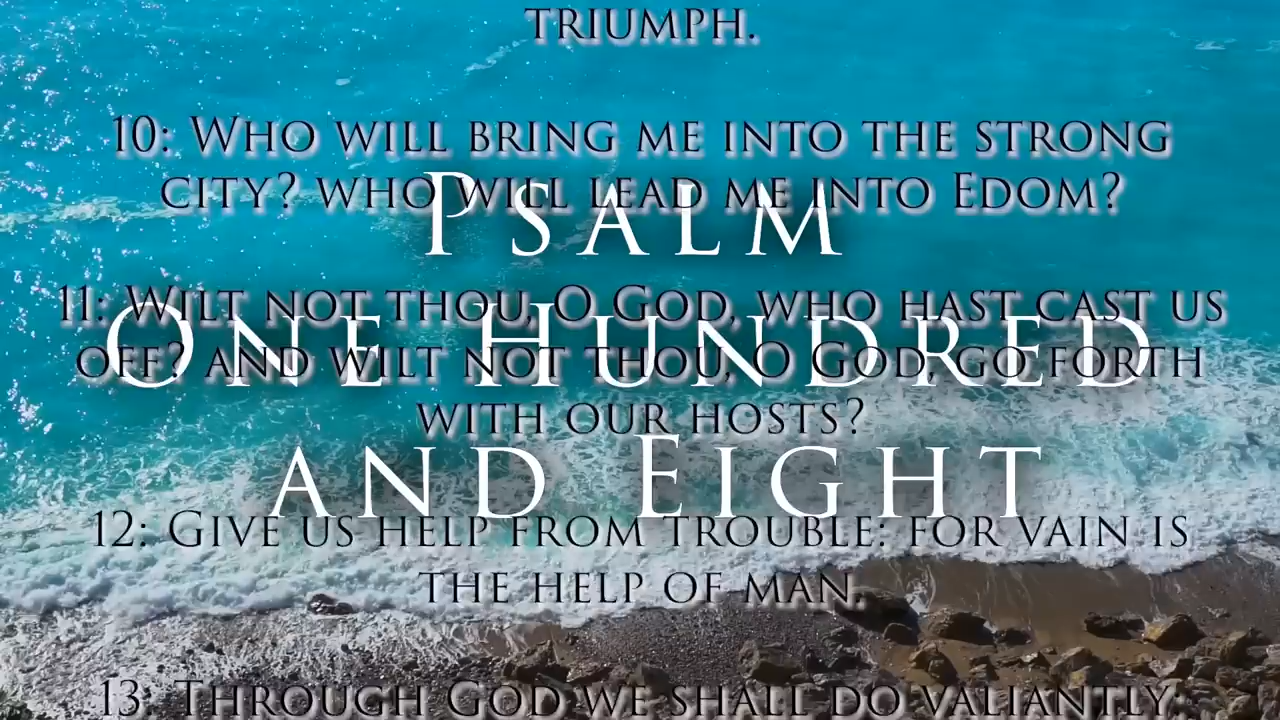 TRIUMPH.
10: WHO WILL BRING ME INTO THE STRONG
CITY? WHO WILL LEAD ME INTO EDOM?
PSALM
11: WILT NOT THOU, O GOD, WHO HAST CAST US
ONE HUNDRED
OFF? AND WILT NOT THOU, O GOD, GO FORTH
WITH OUR HOSTS?
AND EIGHT
12: GIVE US HELP FROM TROUBLE: FOR VAIN IS
THE HELP OF MAN.
13: THROUGH GOD WE SHALL DO VALIANTLY: